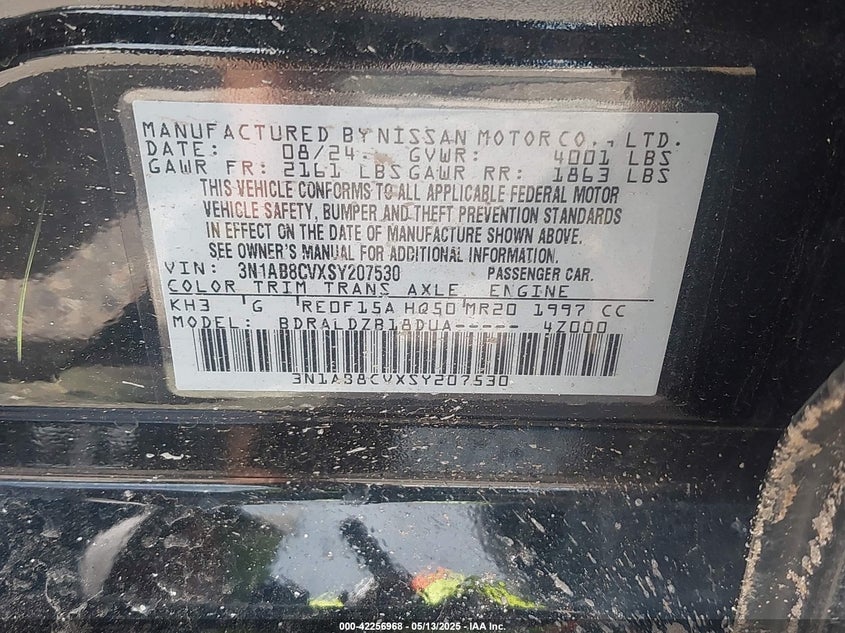 MANUFACTURED BY NISSAN MOTOR CO., LTD.
DATE: 08/24 GVWR: 4001 LBS
GAWR FR: 2161 LBS GAWR RR: 1863 LBS
THIS VEHICLE CONFORMS TO ALL APPLICABLE FEDERAL MOTOR
VEHICLE SAFETY, BUMPER AND THEFT PREVENTION STANDARDS
IN EFFECT ON THE DATE OF MANUFACTURE SHOWN ABOVE.
SEE OWNER'S MANUAL FOR ADDITIONAL INFORMATION.
VIN: 3N1AB8CVXSY207530 PASSENGER CAR.
COLOR TRIM TRANS AXLE ENGINE
KH3 G RE0F15A HQ50 MR20 1997 CC
MODEL: BDRALDZB18DUA----- 47000
3N1AB8CVXSY207530
000-42256968 - 05/13/2025 - IAA Inc.